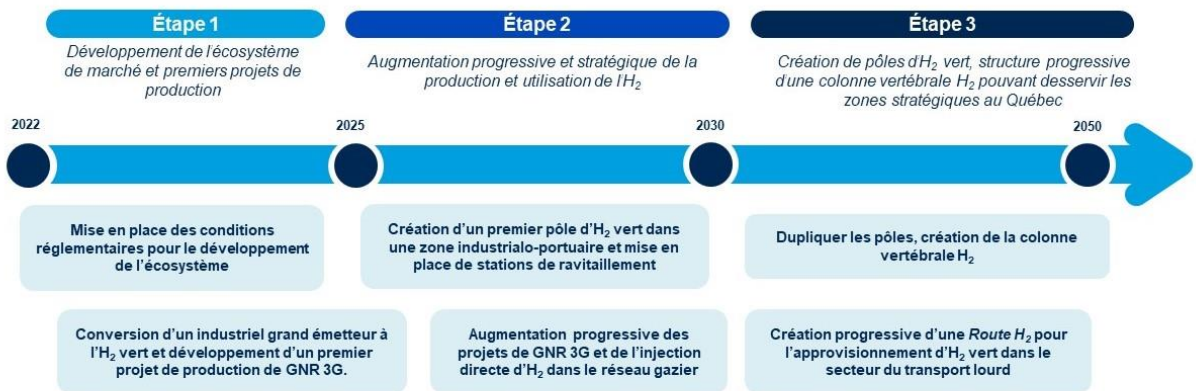 Étape 1
Développement de l'écosystème
de marché et premiers projets de
production
Étape 2
Augmentation progressive et stratégique de la
production et utilisation de l'H2
Étape 3
Création de pôles d'H2 vert, structure progressive
d'une colonne vertébrale H2 pouvant desservir les
zones stratégiques au Québec
2022
2025
2030
2050
Mise en place des conditions
réglementaires pour le développement
de l'écosystème
Création d'un premier pôle d'H2 vert dans
une zone industrialo-portuaire et mise en
place de stations de ravitaillement
Dupliquer les pôles, création de la colonne
vertébrale H2
Conversion d'un industriel grand émetteur à
l'H2 vert et développement d'un premier
projet de production de GNR 3G.
Augmentation progressive des
projets de GNR 3G et de l'injection
directe d'H2 dans le réseau gazier
Création progressive d'une Route H2 pour
l'approvisionnement d'H2 vert dans le
secteur du transport lourd